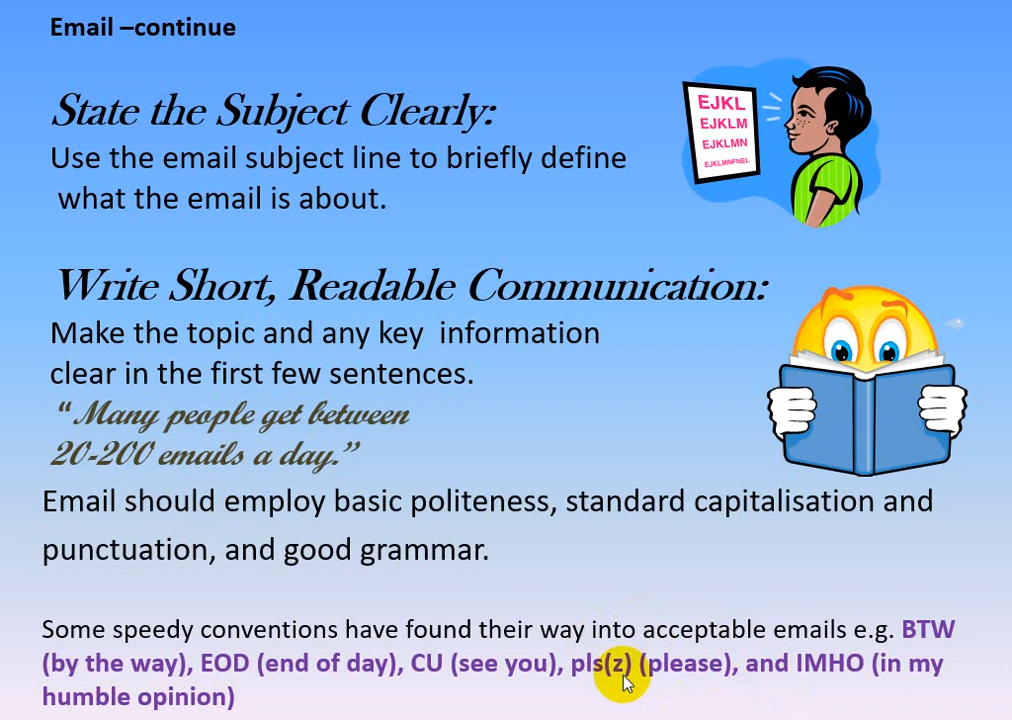 Email –continue
State the Subject Clearly:
Use the email subject line to briefly define
what the email is about.
EJKL
EJKLM
EJKLMN
EJKLMNFNEL
Write Short, Readable Communication:
Make the topic and any key information
clear in the first few sentences.
“Many people get between
20-200 emails a day.”
Email should employ basic politeness, standard capitalisation and
punctuation, and good grammar.
Some speedy conventions have found their way into acceptable emails e.g. BTW
(by the way), EOD (end of day), CU (see you), pls(z) (please), and IMHO (in my
humble opinion)